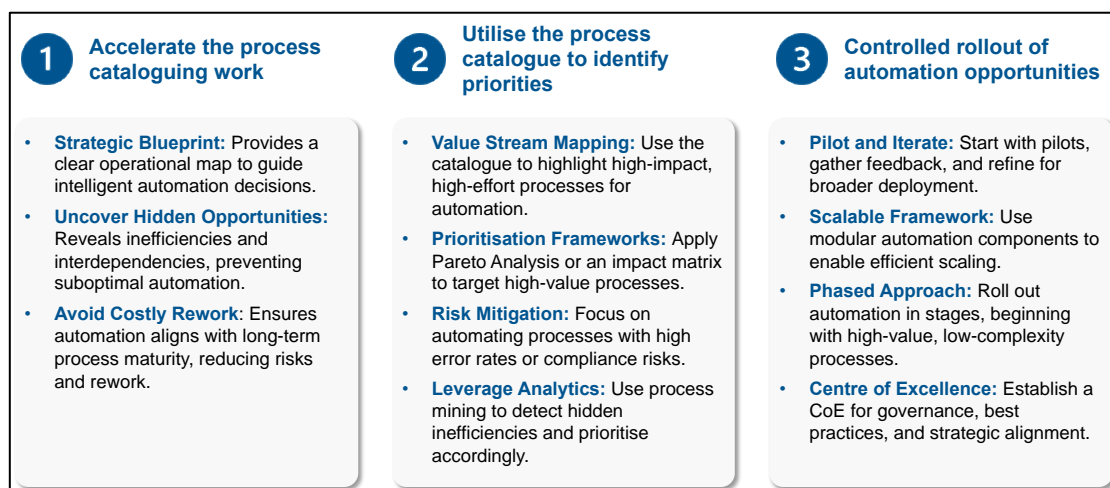 1
Accelerate the process
cataloguing work
• Strategic Blueprint: Provides a
clear operational map to guide
intelligent automation decisions.
• Uncover Hidden Opportunities:
Reveals inefficiencies and
interdependencies, preventing
suboptimal automation.
• Avoid Costly Rework: Ensures
automation aligns with long-term
process maturity, reducing risks
and rework.
2
Utilise the process
catalogue to identify
priorities
• Value Stream Mapping: Use the
catalogue to highlight high-impact,
high-effort processes for
automation.
• Prioritisation Frameworks: Apply
Pareto Analysis or an impact matrix
to target high-value processes.
• Risk Mitigation: Focus on
automating processes with high
error rates or compliance risks.
• Leverage Analytics: Use process
mining to detect hidden
inefficiencies and prioritise
accordingly.
3
Controlled rollout of
automation opportunities
• Pilot and Iterate: Start with pilots,
gather feedback, and refine for
broader deployment.
• Scalable Framework: Use
modular automation components to
enable efficient scaling.
• Phased Approach: Roll out
automation in stages, beginning
with high-value, low-complexity
processes.
• Centre of Excellence: Establish a
CoE for governance, best
practices, and strategic alignment.